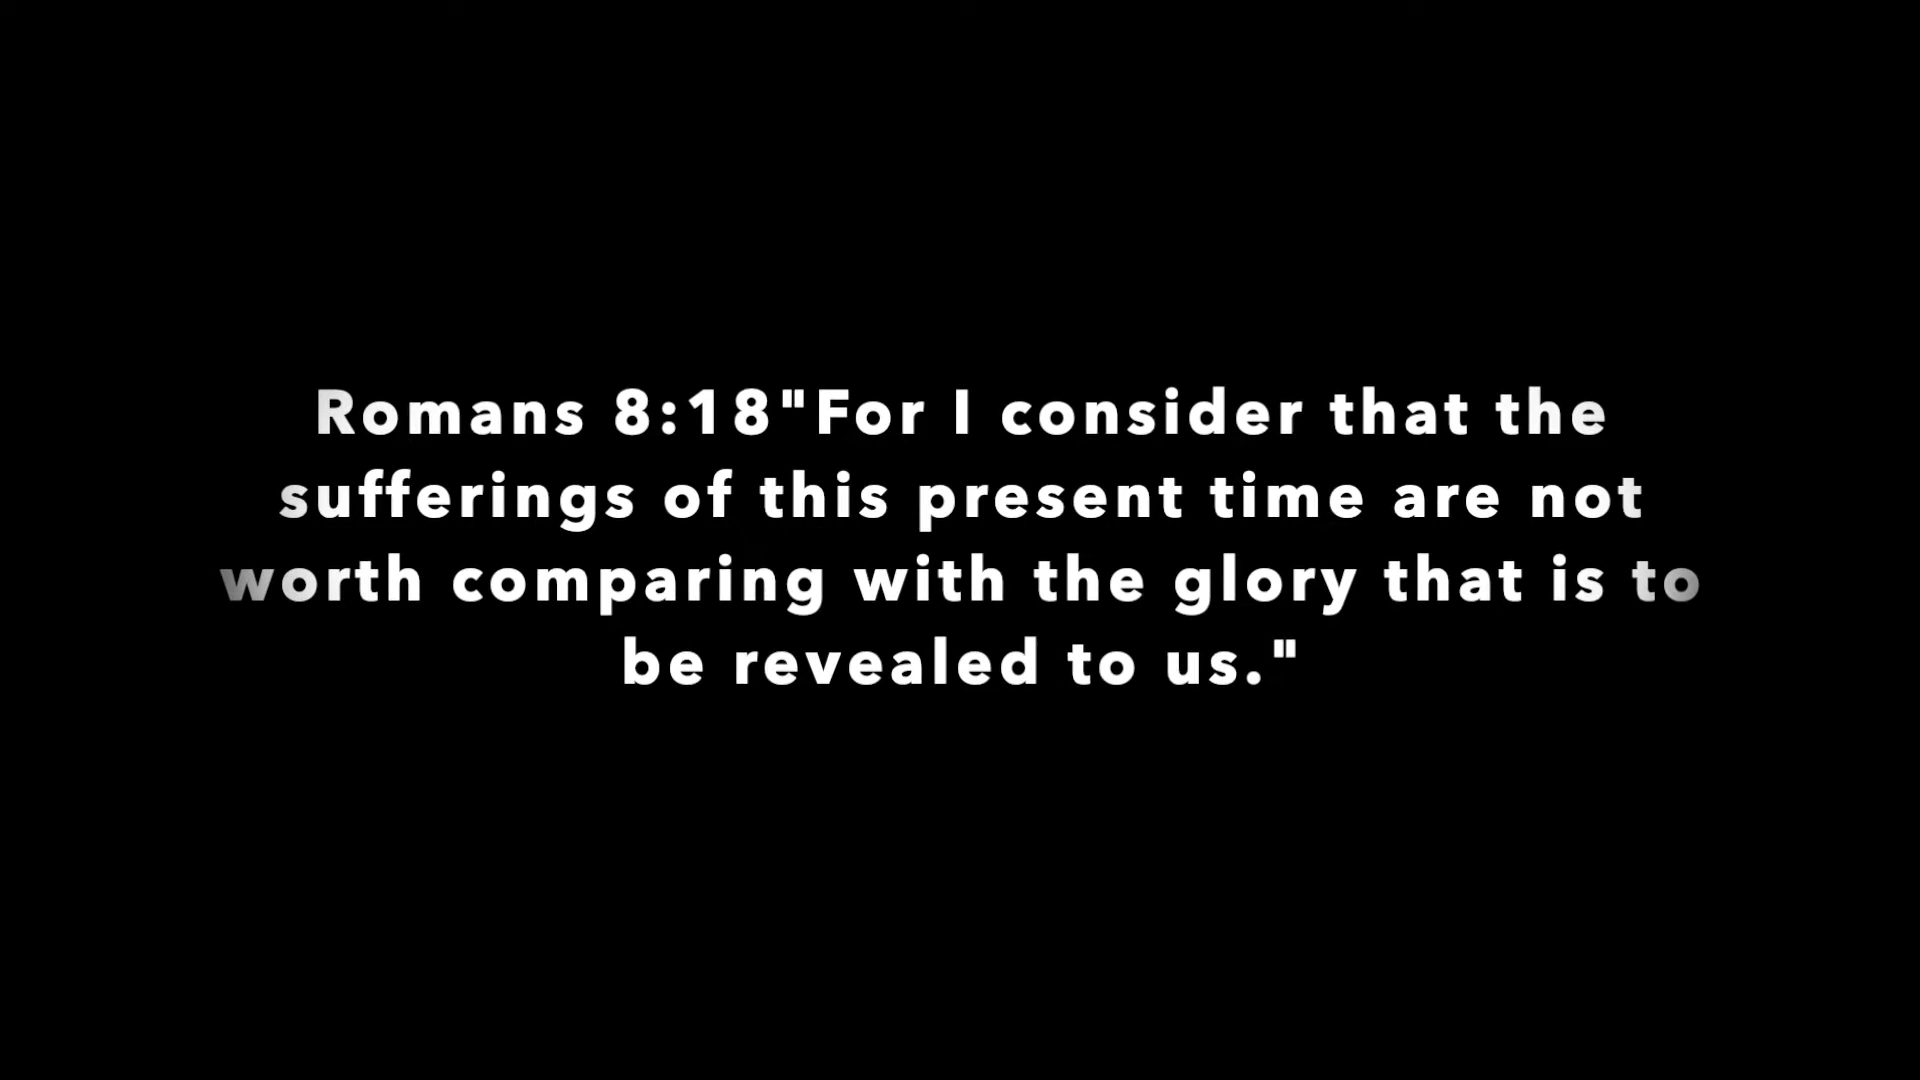 Romans 8:18"For I consider that the
sufferings of this present time are not
worth comparing with the glory that is to
be revealed to us."